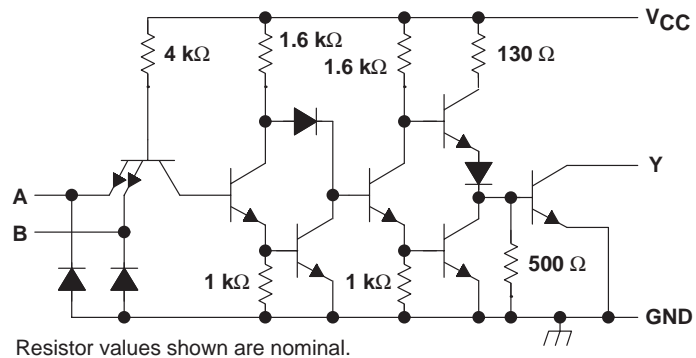 VCC
4 kΩ
1.6 kΩ
1.6 kΩ
130 Ω
A
B
Y
1 kΩ
1 kΩ
500 Ω
GND
Resistor values shown are nominal.